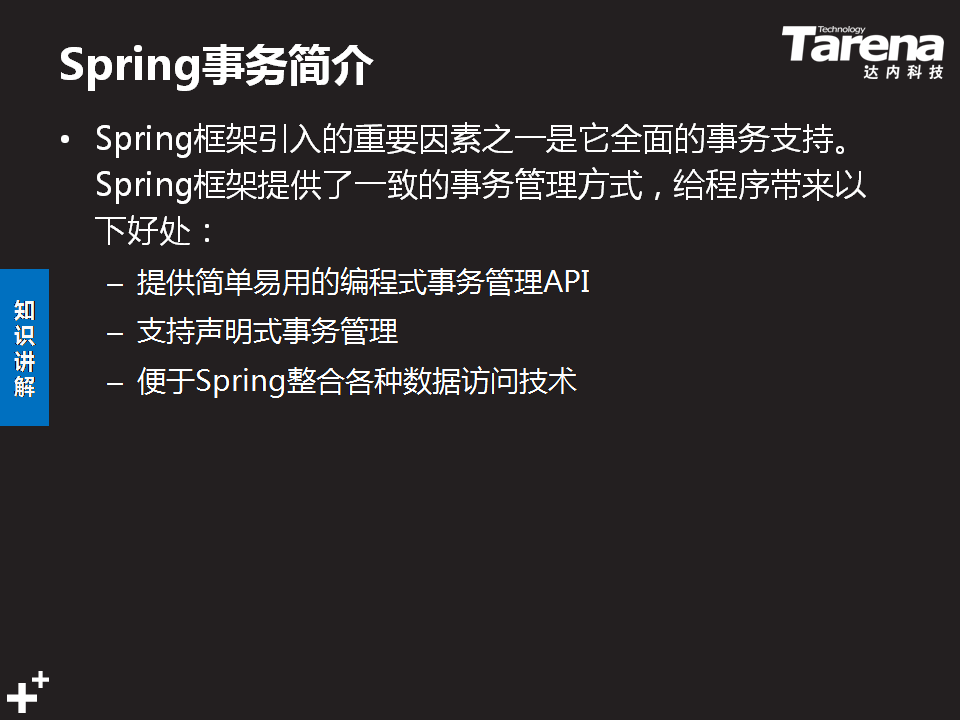 Spring事务简介
Technology
Tarena
达内科技
• Spring框架引入的重要因素之一是它全面的事务支持。
Spring框架提供了一致的事务管理方式，给程序带来以
下好处：
– 提供简单易用的编程式事务管理API
– 支持声明式事务管理
– 便于Spring整合各种数据访问技术
知识讲解